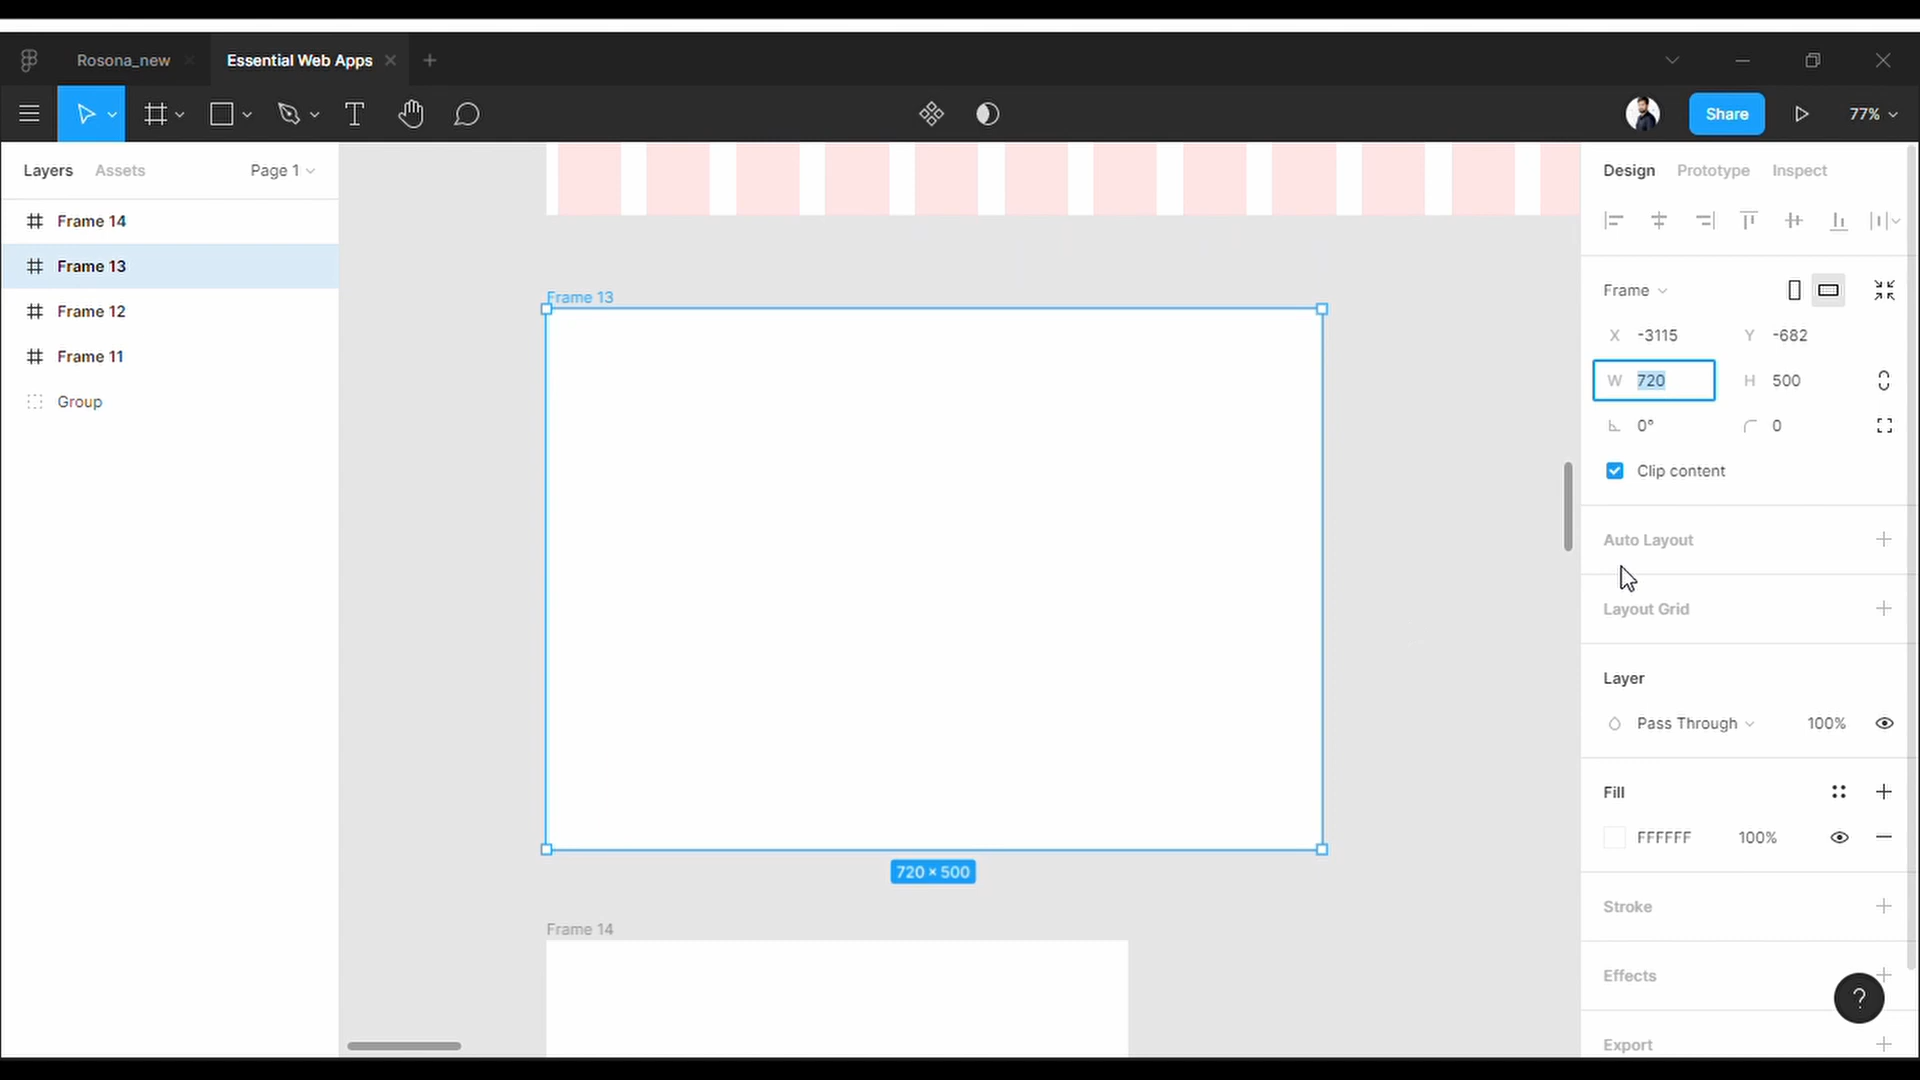 Rosona_new
Essential Web Apps
Share
77%
Layers
Assets
Page 1
Frame 14
Frame 13
Frame 12
Frame 11
Group
Frame 13
720 × 500
Frame 14
Design
Prototype
Inspect
Frame
X -3115
Y -682
W 720
H 500
0°
0
Clip content
Auto Layout
Layout Grid
Layer
Pass Through
100%
Fill
FFFFFF
100%
Stroke
Effects
?
Export